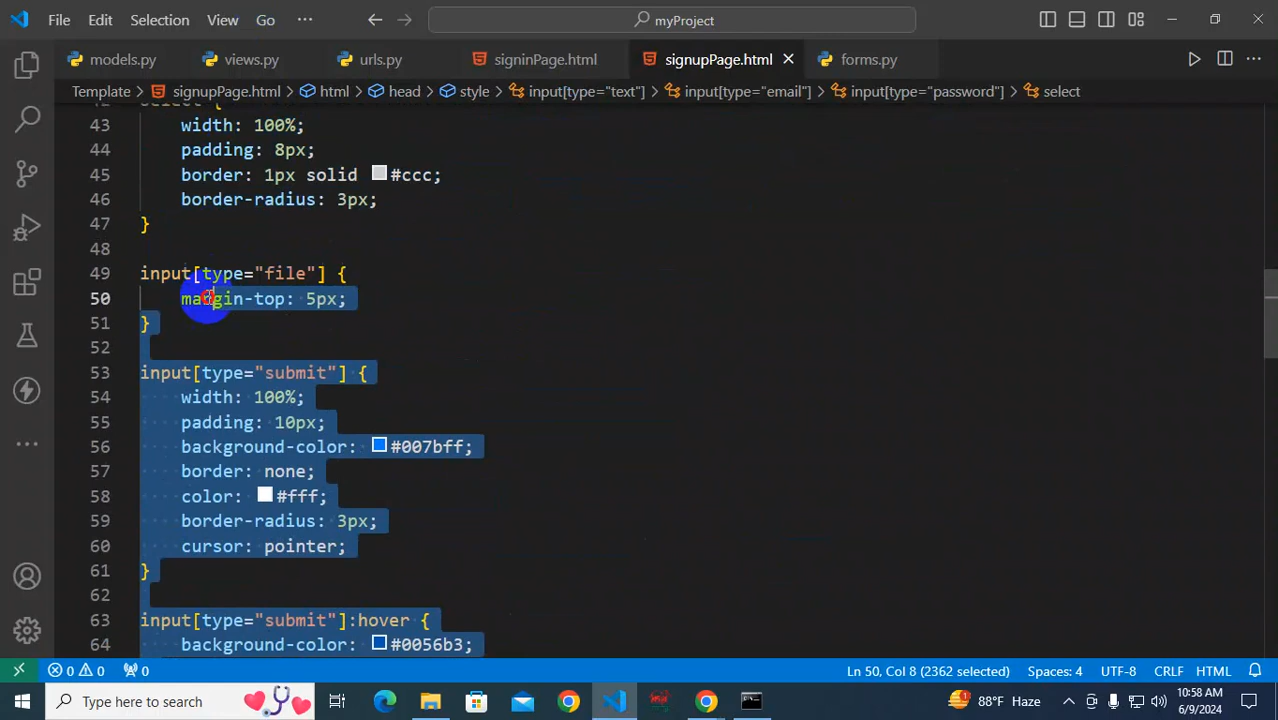 File Edit Selection View Go ··· myProject
models.py views.py urls.py signinPage.html signupPage.html forms.py
Template > signupPage.html > html > head > style > input[type="text"] > input[type="email"] > input[type="password"] > select
42 select {
43 width: 100%;
44 padding: 8px;
45 border: 1px solid #ccc;
46 border-radius: 3px;
47 }
48
49 input[type="file"] {
50 margin-top: 5px;
51 }
52
53 input[type="submit"] {
54 width: 100%;
55 padding: 10px;
56 background-color: #007bff;
57 border: none;
58 color: #fff;
59 border-radius: 3px;
60 cursor: pointer;
61 }
62
63 input[type="submit"]:hover {
64 background-color: #0056b3;
0 0 0 Ln 50, Col 8 (2362 selected) Spaces: 4 UTF-8 CRLF HTML
Type here to search 88°F Haze 10:58 AM
6/9/2024